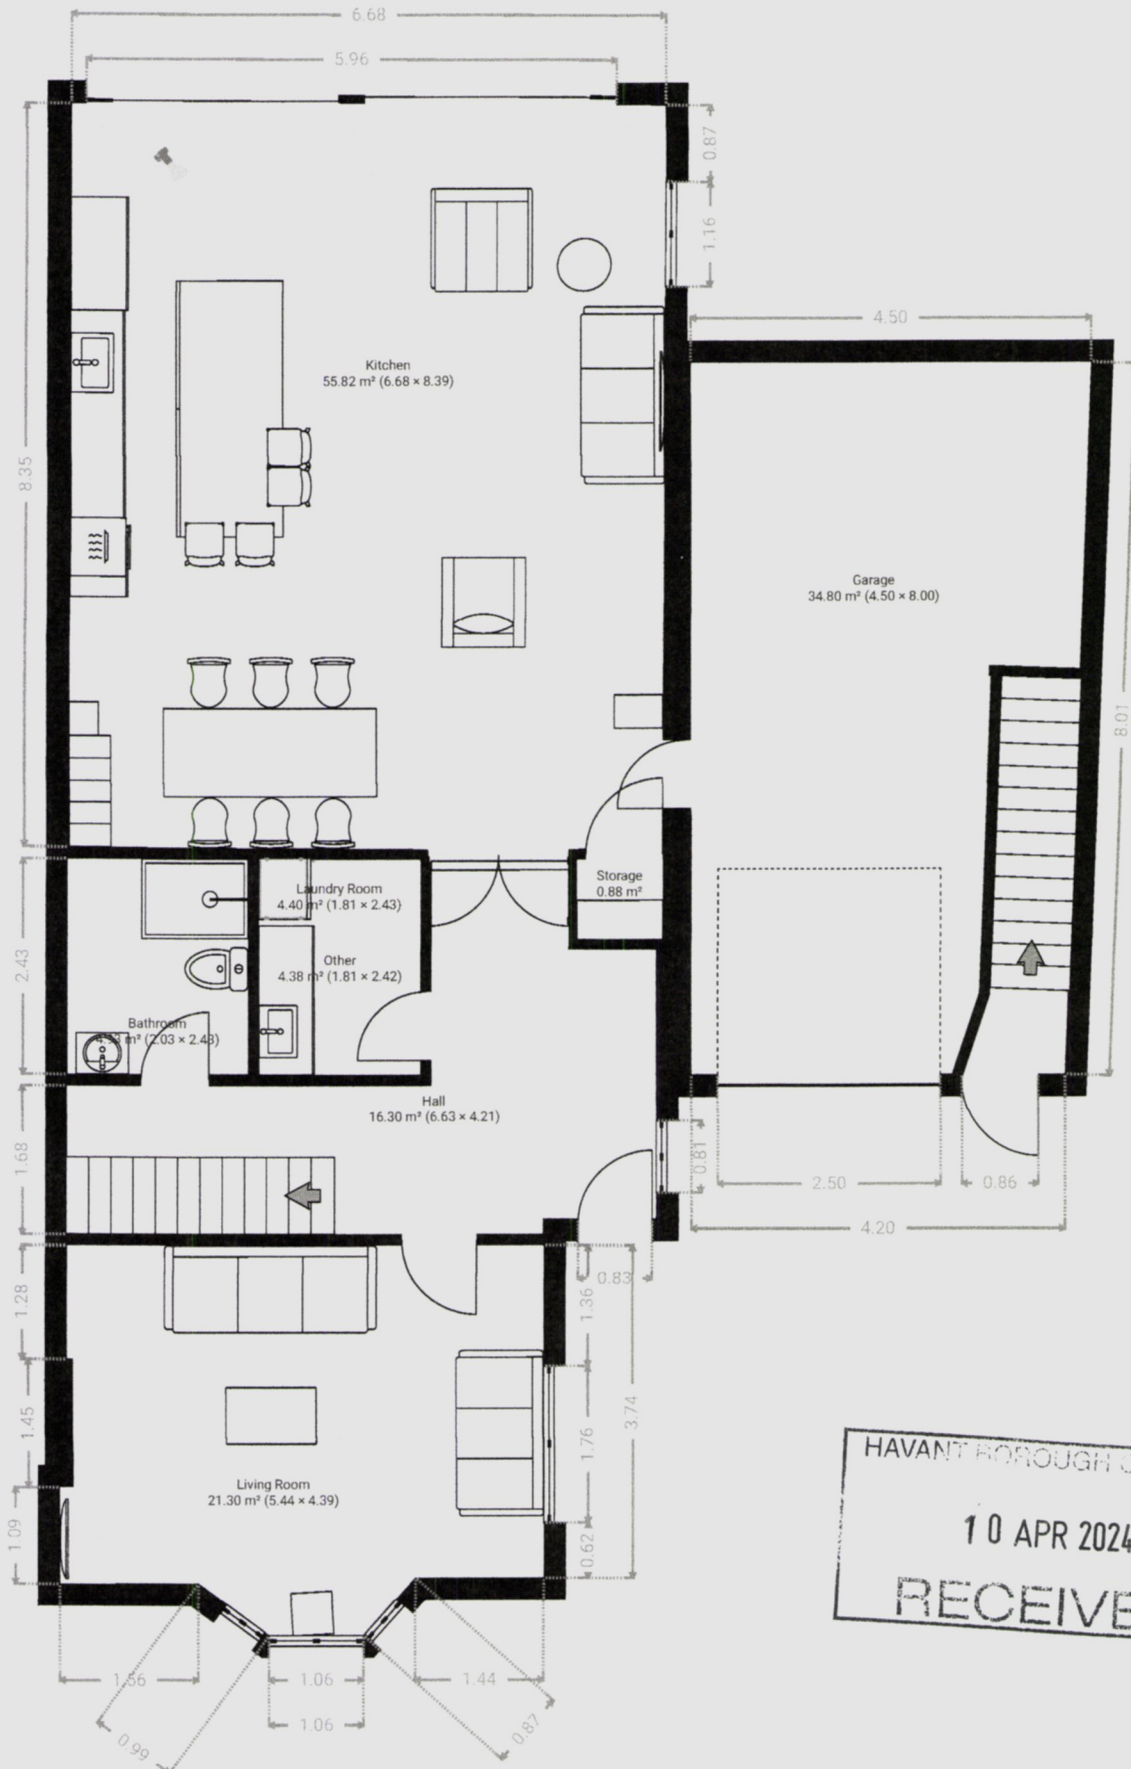 6.68
5.96
0.87
1.16
4.50
Kitchen
55.82 m² (6.68 × 8.39)
8.35
Garage
34.80 m² (4.50 × 8.00)
8.01
Storage
0.88 m²
Laundry Room
4.40 m² (1.81 × 2.43)
Other
4.38 m² (1.81 × 2.42)
2.43
Bathroom
m² (2.03 × 2.43)
Hall
16.30 m² (6.63 × 4.21)
1.68
0.81
2.50
0.86
4.20
0.83
1.28
1.36
1.45
1.76
3.74
Living Room
21.30 m² (5.44 × 4.39)
1.09
0.62
HAVANT BOROUGH
10 APR 2024
RECEIVE
1.56
1.06
1.44
1.06
0.99
0.87